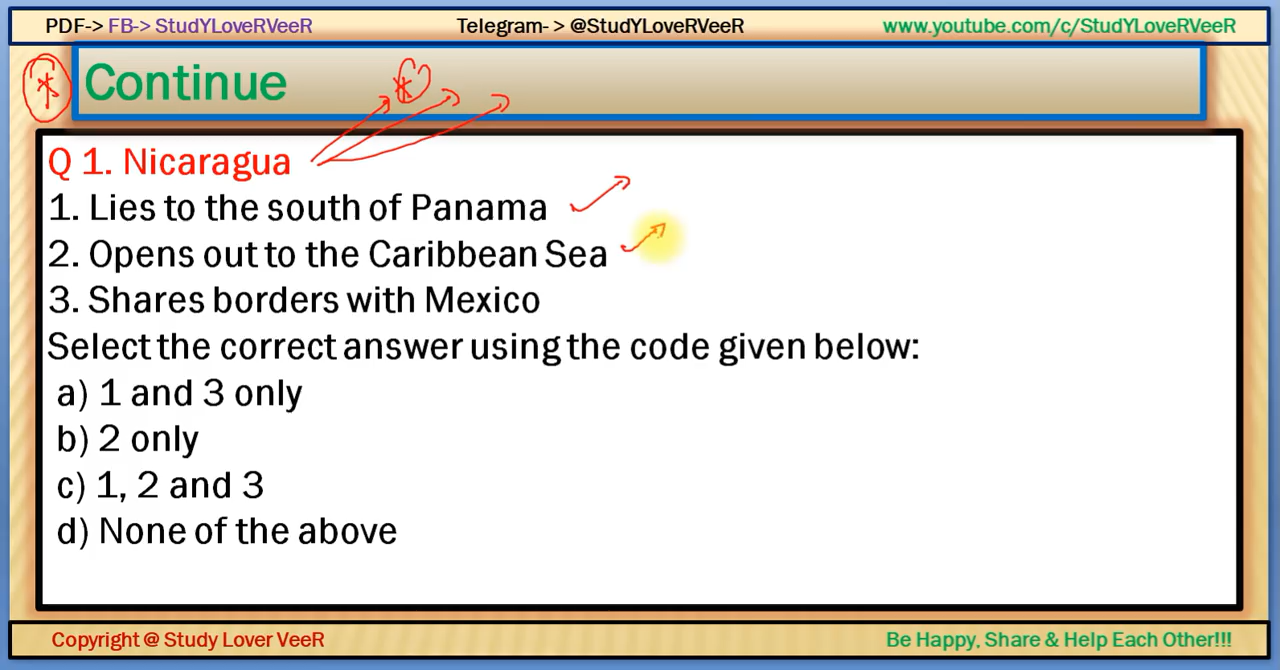 PDF-> FB-> StudYLoveRVeeR Telegram- > @StudYLoveRVeeR www.youtube.com/c/StudYLoveRVeeR
Continue
Q 1. Nicaragua
1. Lies to the south of Panama
2. Opens out to the Caribbean Sea
3. Shares borders with Mexico
Select the correct answer using the code given below:
a) 1 and 3 only
b) 2 only
c) 1, 2 and 3
d) None of the above
Copyright @ Study Lover VeeR Be Happy, Share & Help Each Other!!!